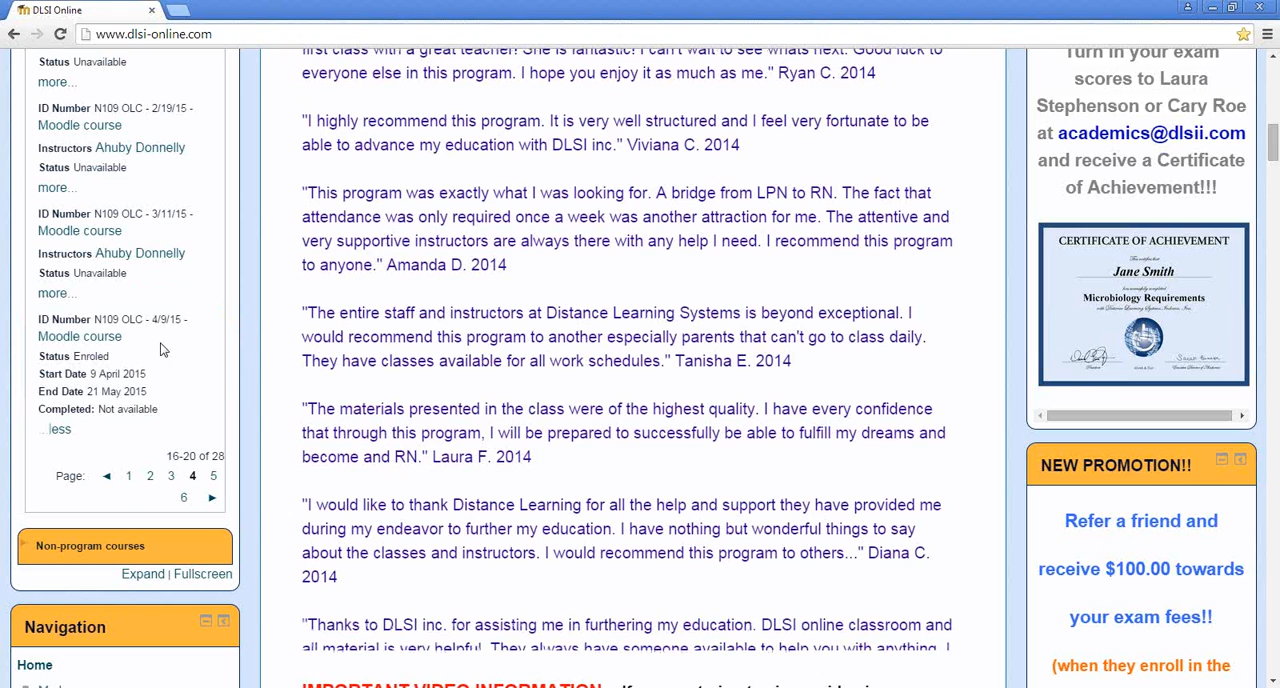 DLSI Online
www.dlsi-online.com
Status Unavailable
more...
ID Number N109 OLC - 2/19/15 -
Moodle course
Instructors Ahuby Donnelly
Status Unavailable
more...
ID Number N109 OLC - 3/11/15 -
Moodle course
Instructors Ahuby Donnelly
Status Unavailable
more...
ID Number N109 OLC - 4/9/15 -
Moodle course
Status Enroled
Start Date 9 April 2015
End Date 21 May 2015
Completed: Not available
...less
16-20 of 28
Page: ◄ 1 2 3 4 5
6 ►
Non-program courses
Expand | Fullscreen
Navigation
Home
first class with a great teacher! She is fantastic! I can't wait to see whats next. Good luck to
everyone else in this program. I hope you enjoy it as much as me." Ryan C. 2014
"I highly recommend this program. It is very well structured and I feel very fortunate to be
able to advance my education with DLSI inc." Viviana C. 2014
"This program was exactly what I was looking for. A bridge from LPN to RN. The fact that
attendance was only required once a week was another attraction for me. The attentive and
very supportive instructors are always there with any help I need. I recommend this program
to anyone." Amanda D. 2014
"The entire staff and instructors at Distance Learning Systems is beyond exceptional. I
would recommend this program to another especially parents that can't go to class daily.
They have classes available for all work schedules." Tanisha E. 2014
"The materials presented in the class were of the highest quality. I have every confidence
that through this program, I will be prepared to successfully be able to fulfill my dreams and
become and RN." Laura F. 2014
"I would like to thank Distance Learning for all the help and support they have provided me
during my endeavor to further my education. I have nothing but wonderful things to say
about the classes and instructors. I would recommend this program to others..." Diana C.
2014
"Thanks to DLSI inc. for assisting me in furthering my education. DLSI online classroom and
all material is very helpful! They always have someone available to help you with anything. I
IMPORTANT VIDEO INFORMATION
Turn in your exam
scores to Laura
Stephenson or Cary Roe
at academics@dlsii.com
and receive a Certificate
of Achievement!!!
CERTIFICATE OF ACHIEVEMENT
Jane Smith
Microbiology Requirements
NEW PROMOTION!!
Refer a friend and
receive $100.00 towards
your exam fees!!
(when they enroll in the